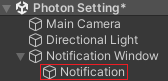 Photon Setting*
Main Camera
Directional Light
Notification Window
Notification